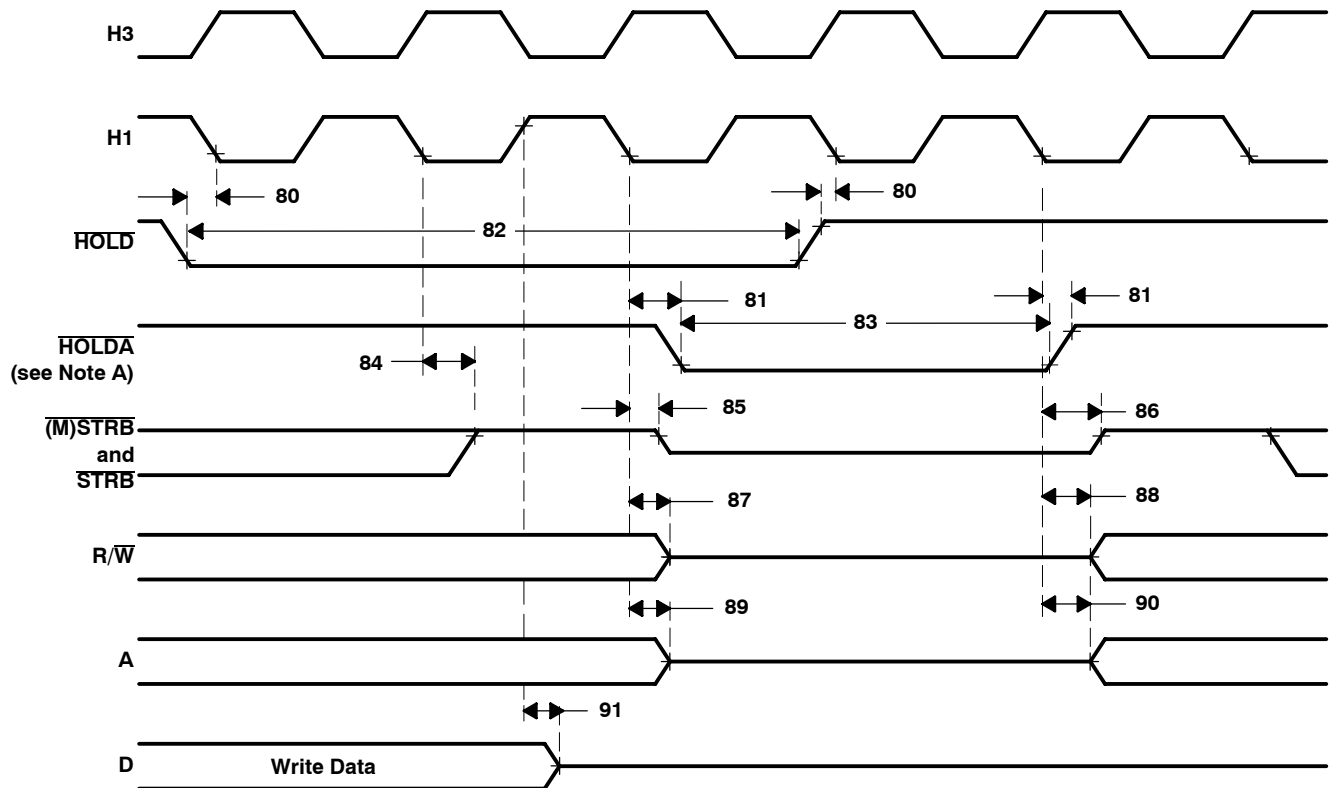 H3
H1
80
80
HOLD
82
81
81
83
HOLDA
(see Note A)
84
85
86
(M)STRB
and
STRB
87
88
R/W
89
90
A
91
D
Write Data